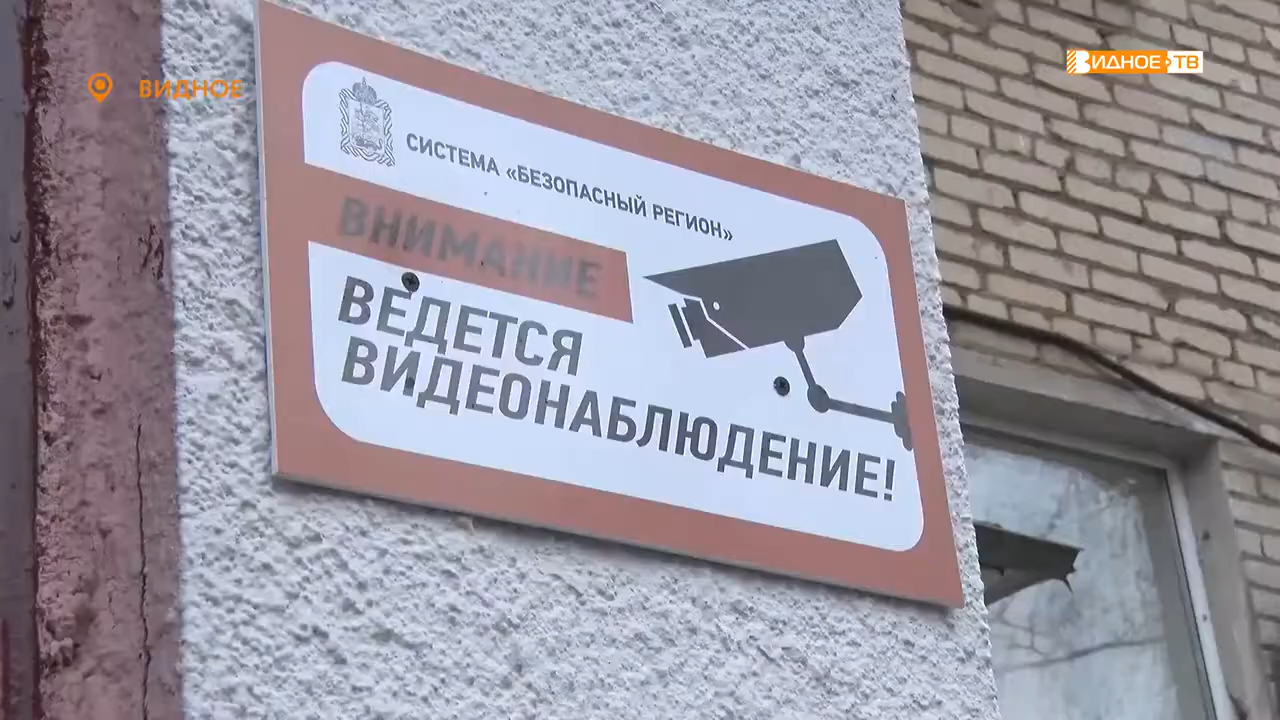 ВИДНОЕ
ВИДНОЕ ТВ
СИСТЕМА «БЕЗОПАСНЫЙ РЕГИОН»
ВНИМАНИЕ
ВЕДЕТСЯ
ВИДЕОНАБЛЮДЕНИЕ!